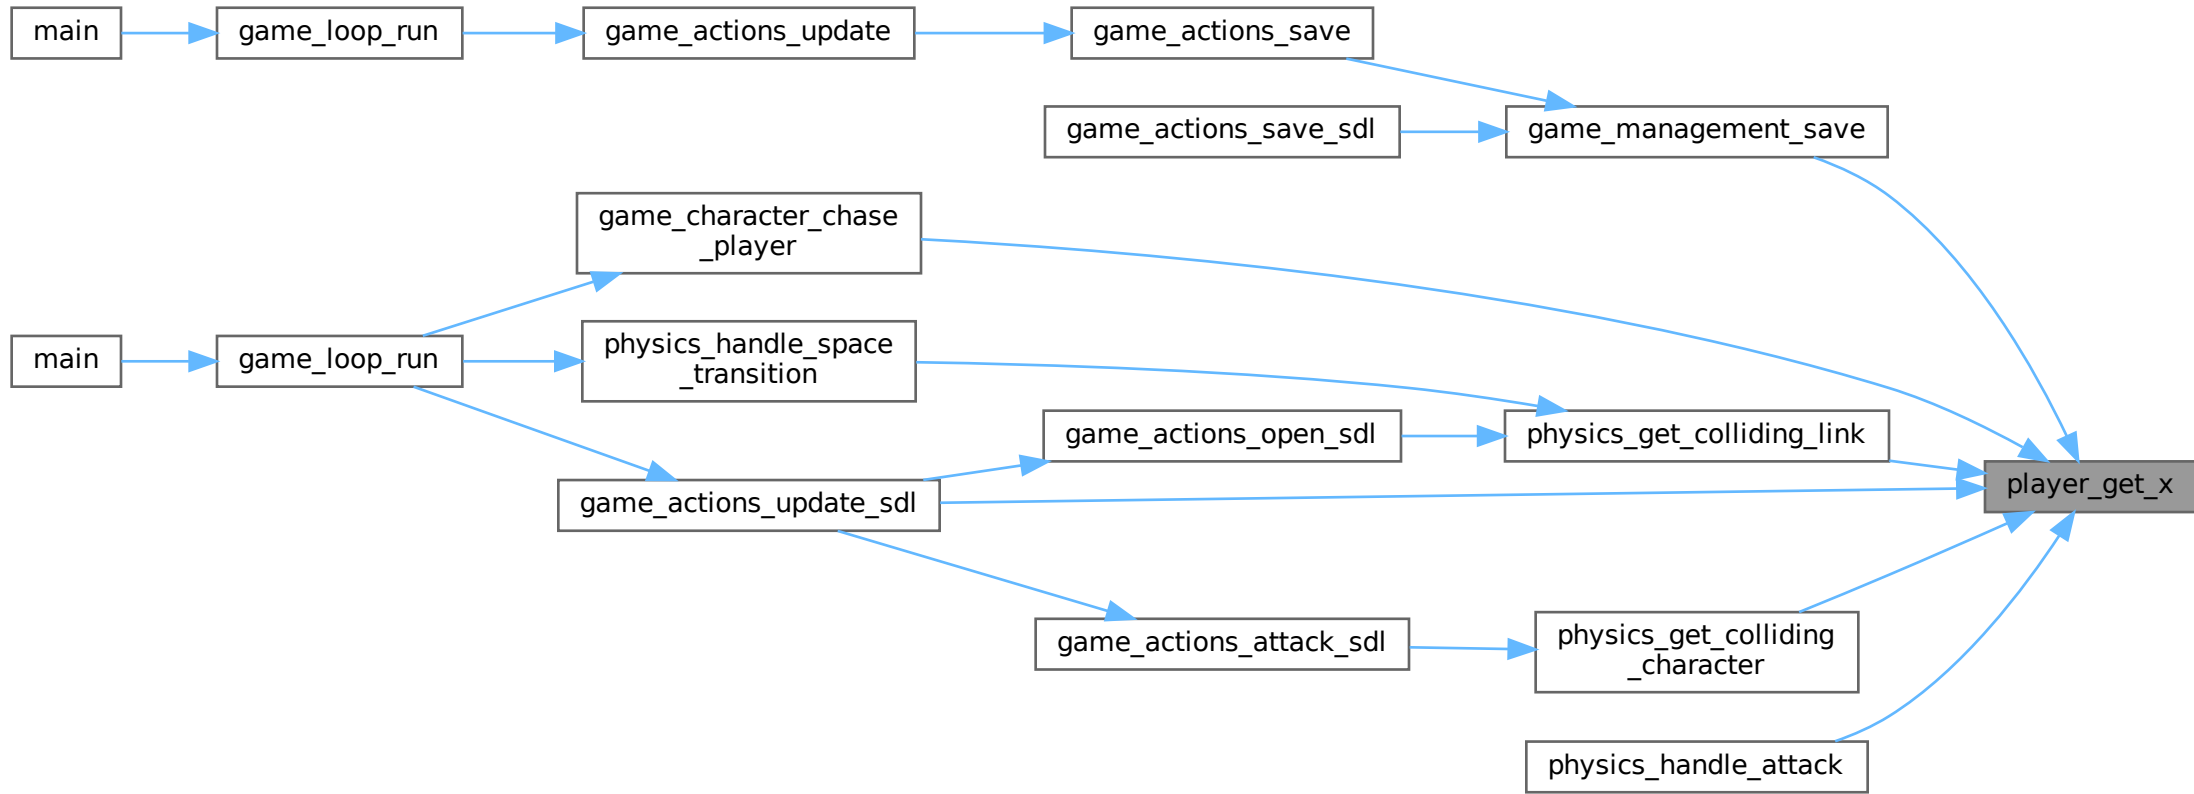 main
game_loop_run
game_actions_update
game_actions_save
game_actions_save_sdl
game_management_save
game_character_chase
_player
main
game_loop_run
physics_handle_space
_transition
game_actions_open_sdl
physics_get_colliding_link
player_get_x
game_actions_update_sdl
game_actions_attack_sdl
physics_get_colliding
_character
physics_handle_attack